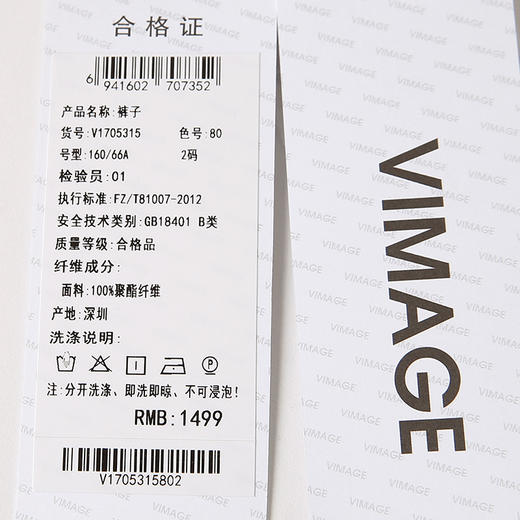 合格证
6 941602 707352
产品名称:裤子
货号:V1705315 色号:80
号型:160/66A 2码
检验员:01
执行标准:FZ/T81007-2012
安全技术类别:GB18401 B类
质量等级:合格品
纤维成分:
面料:100%聚酯纤维
产地:深圳
洗涤说明:
P
注:分开洗涤、即洗即晾、不可浸泡!
RMB:1499
V1705315802
VIMAGE